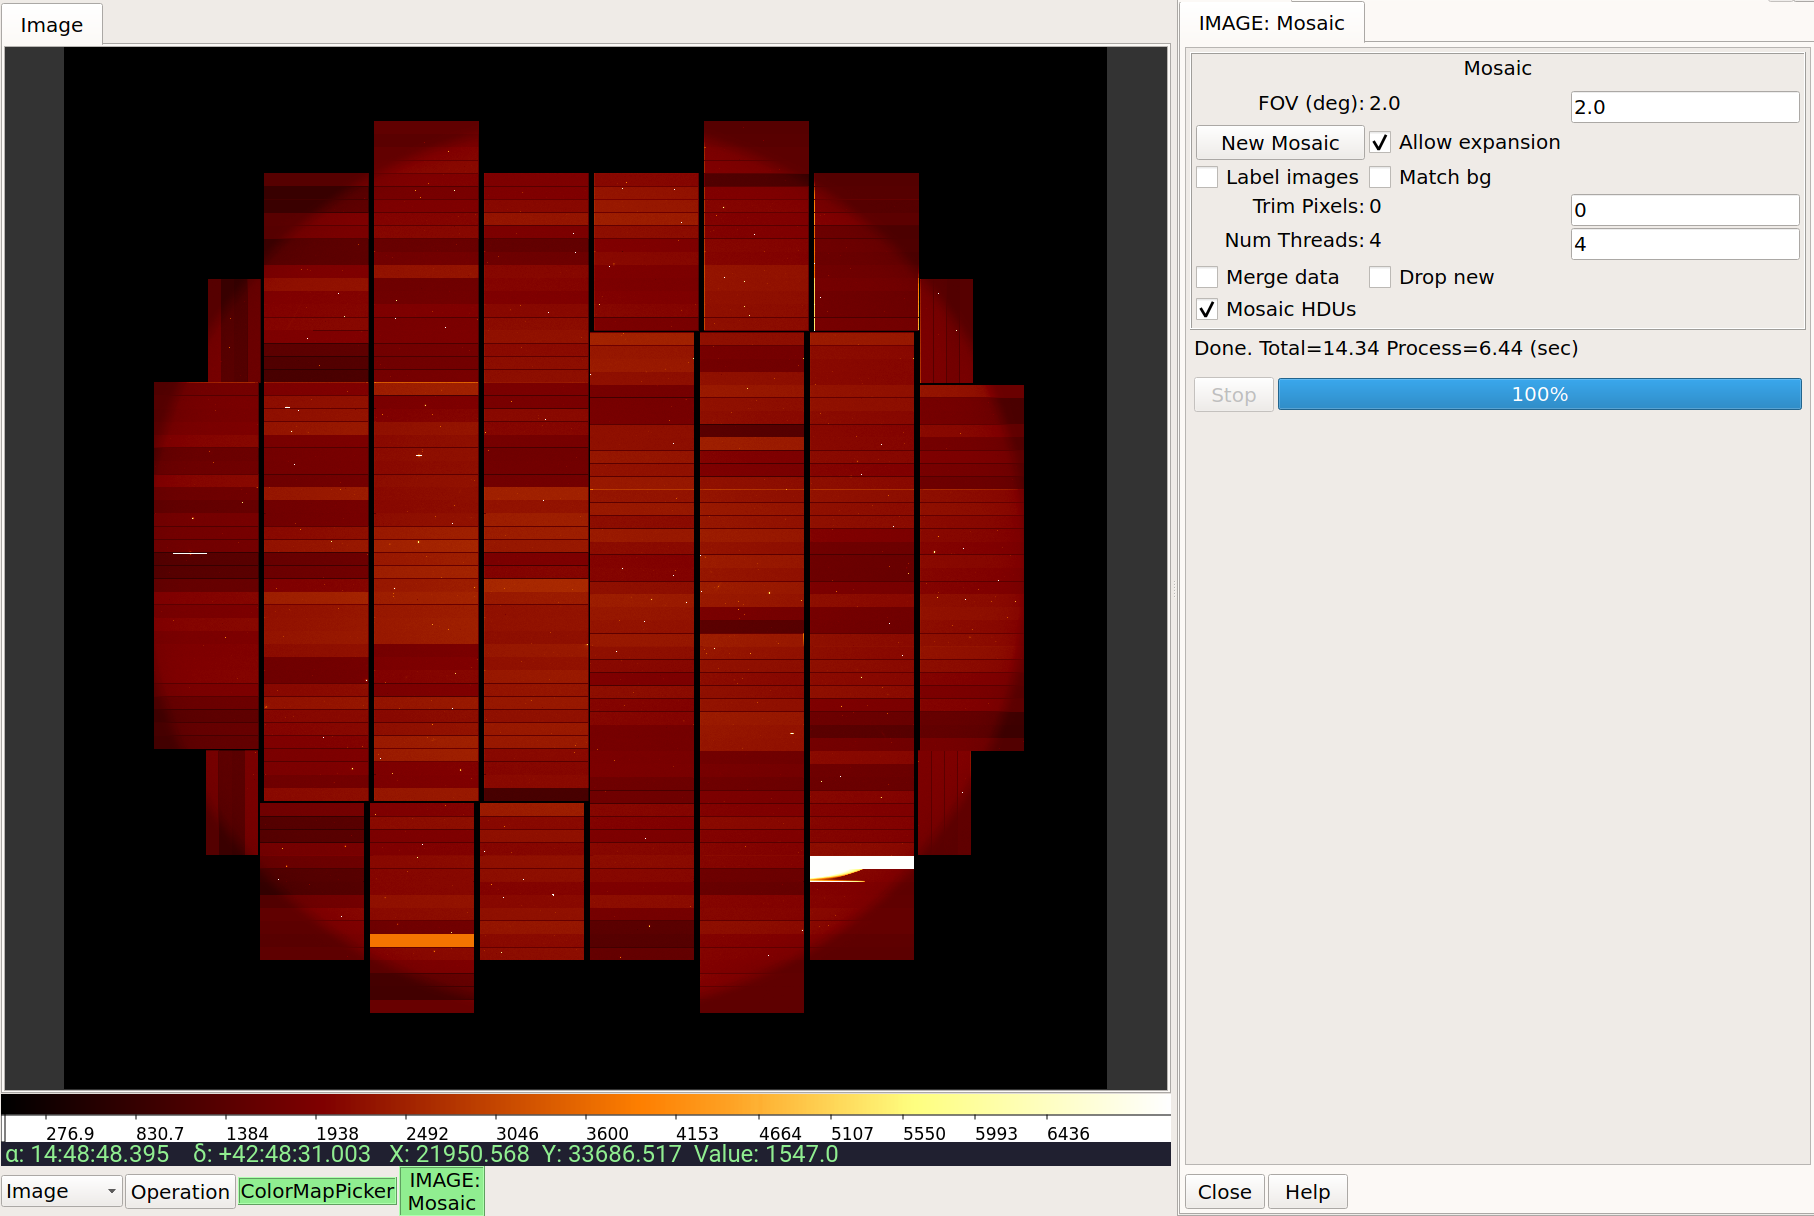 Image
IMAGE: Mosaic
Mosaic
FOV (deg): 2.0 2.0
New Mosaic Allow expansion
Label images Match bg
Trim Pixels: 0 0
Num Threads: 4 4
Merge data Drop new
Mosaic HDUs
Done. Total=14.34 Process=6.44 (sec)
Stop 100%
276.9 830.7 1384 1938 2492 3046 3600 4153 4664 5107 5550 5993 6436
α: 14:48:48.395 δ: +42:48:31.003 X: 21950.568 Y: 33686.517 Value: 1547.0
Image Operation ColorMapPicker IMAGE:
Mosaic
Close Help